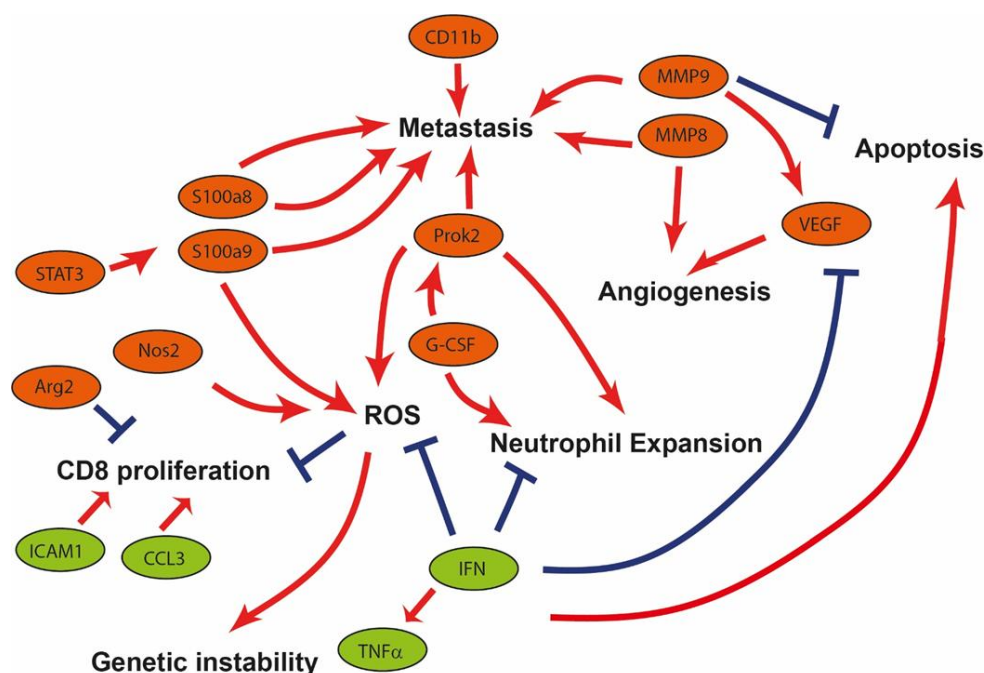 CD11b
MMP9
Metastasis
MMP8
Apoptosis
S100a8
VEGF
Prok2
S100a9
STAT3
Angiogenesis
Nos2
G-CSF
Arg2
ROS
Neutrophil Expansion
CD8 proliferation
ICAM1
CCL3
IFN
TNFα
Genetic instability